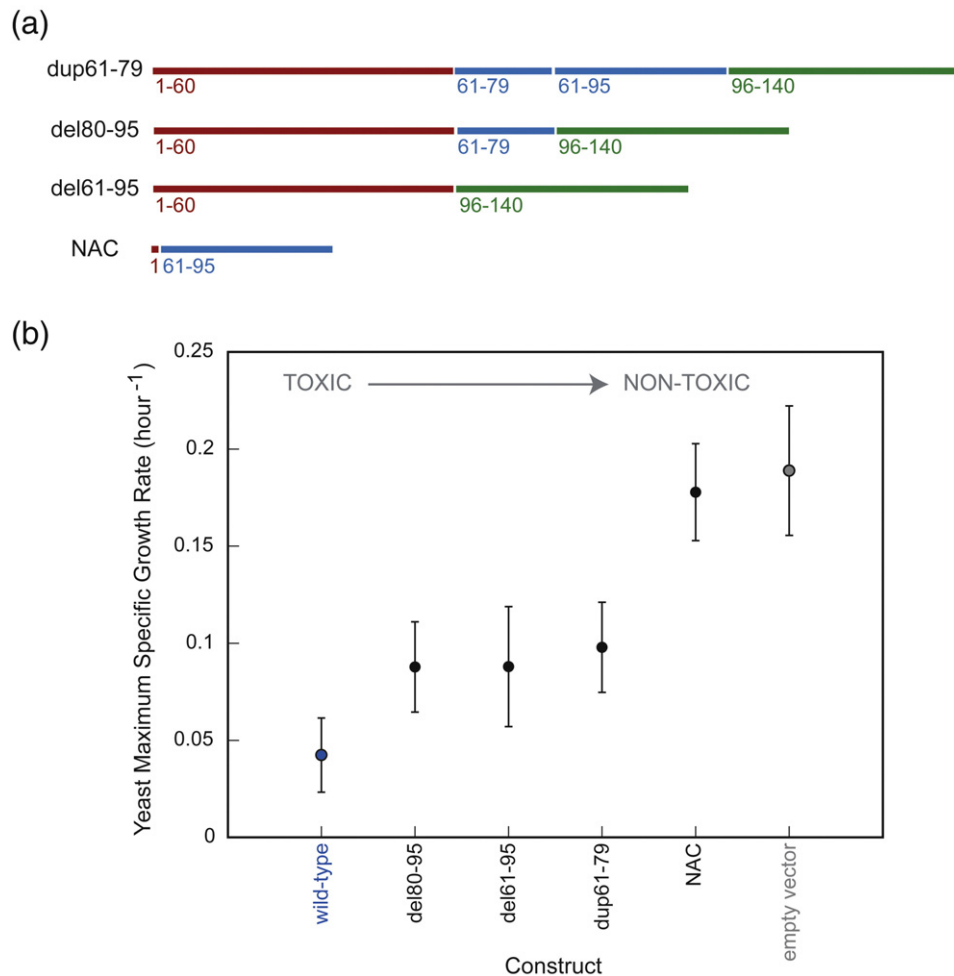 (a)
dup61-79
1-60 61-79 61-95 96-140
del80-95
1-60 61-79 96-140
del61-95
1-60 96-140
NAC
1 61-95
(b)
TOXIC NON-TOXIC
Yeast Maximum Specific Growth Rate (hour⁻¹)
0.25
0.2
0.15
0.1
0.05
0
wild-type
del80-95
del61-95
dup61-79
NAC
empty vector
Construct